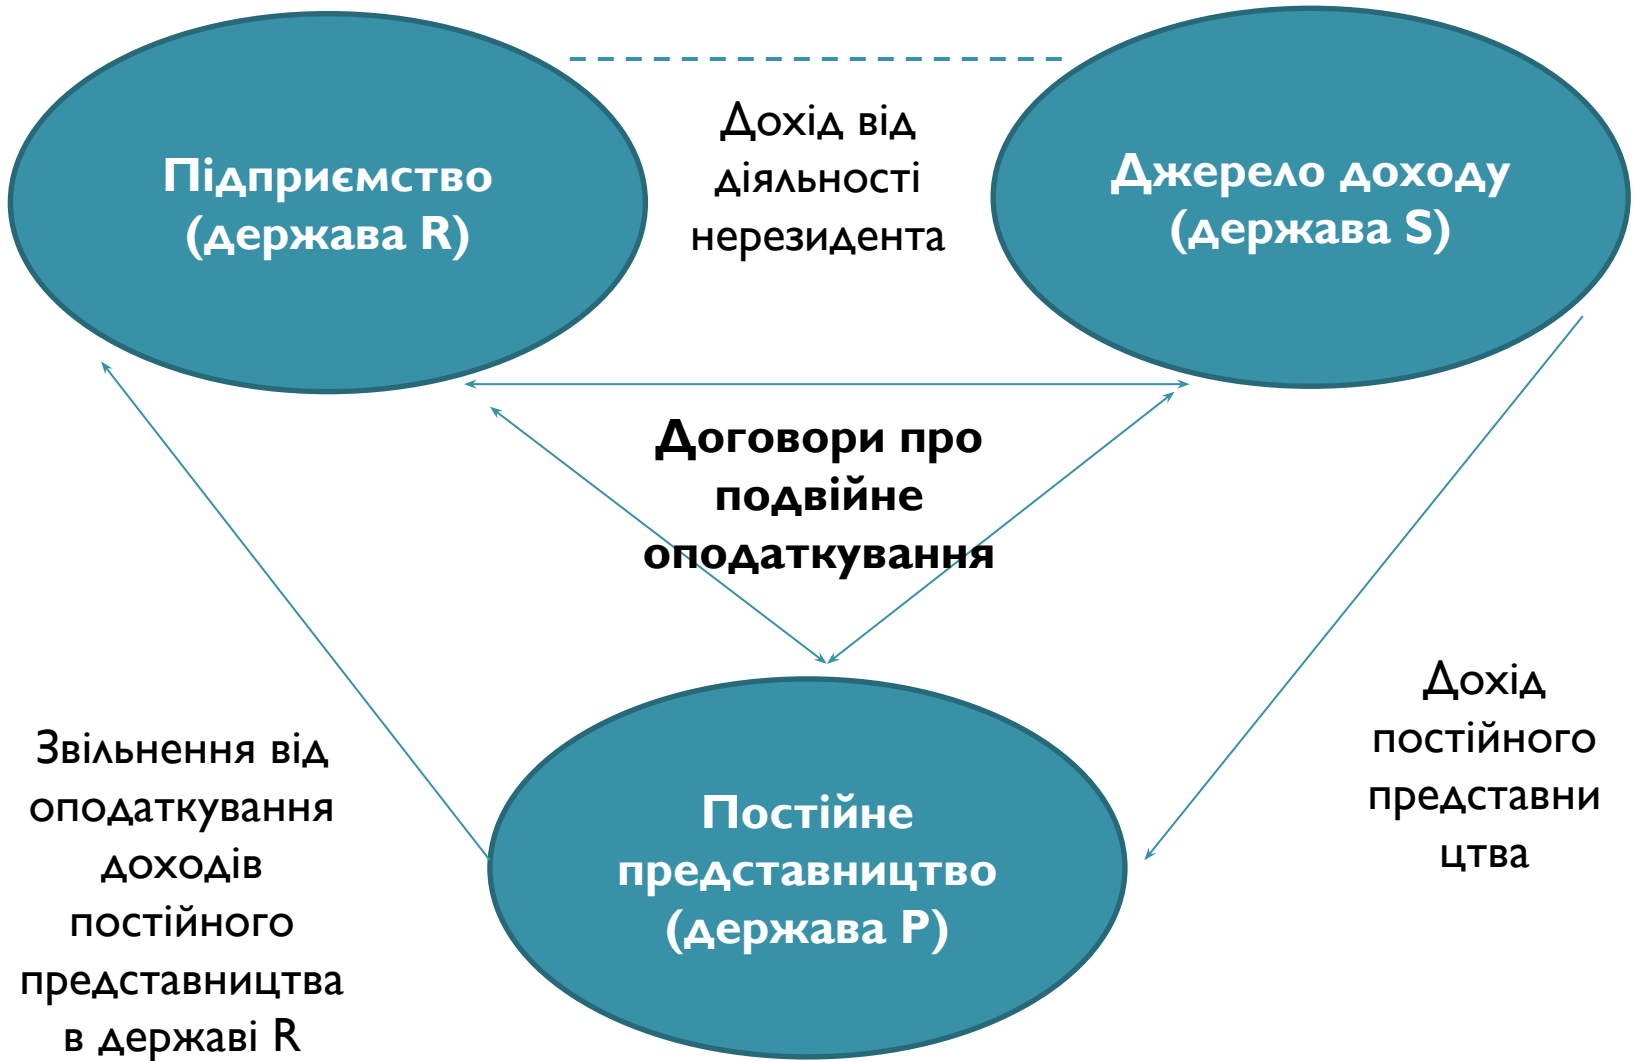 Підприємство
(держава R)
Дохід від
діяльності
нерезидента
Джерело доходу
(держава S)
Договори про
подвійне
оподаткування
Звільнення від
оподаткування
доходів
постійного
представництва
в державі R
Постійне
представництво
(держава P)
Дохід
постійного
представни
цтва